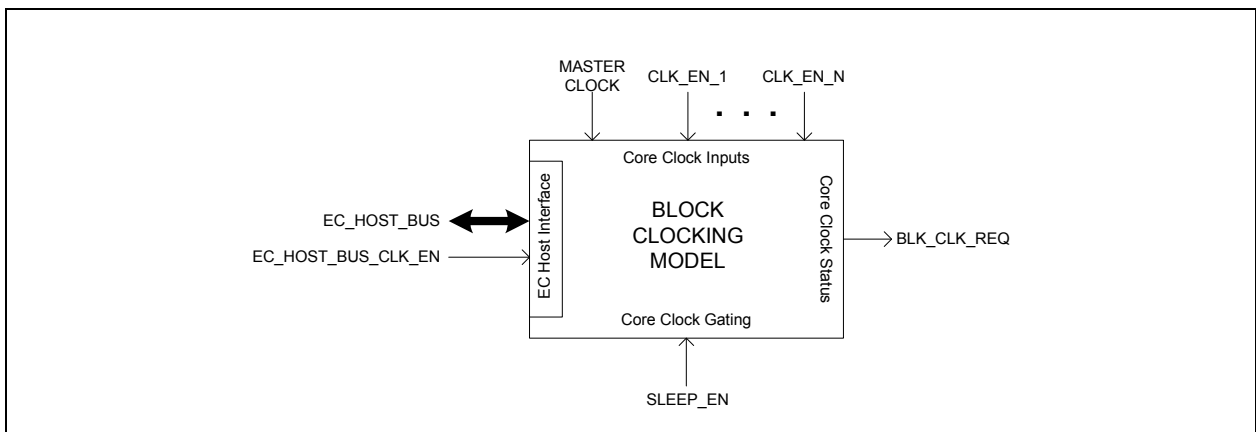 MASTER
CLOCK
CLK_EN_1
CLK_EN_N
. . .
Core Clock Inputs
EC Host Interface
BLOCK
CLOCKING
MODEL
Core Clock Status
EC_HOST_BUS
EC_HOST_BUS_CLK_EN
BLK_CLK_REQ
Core Clock Gating
SLEEP_EN